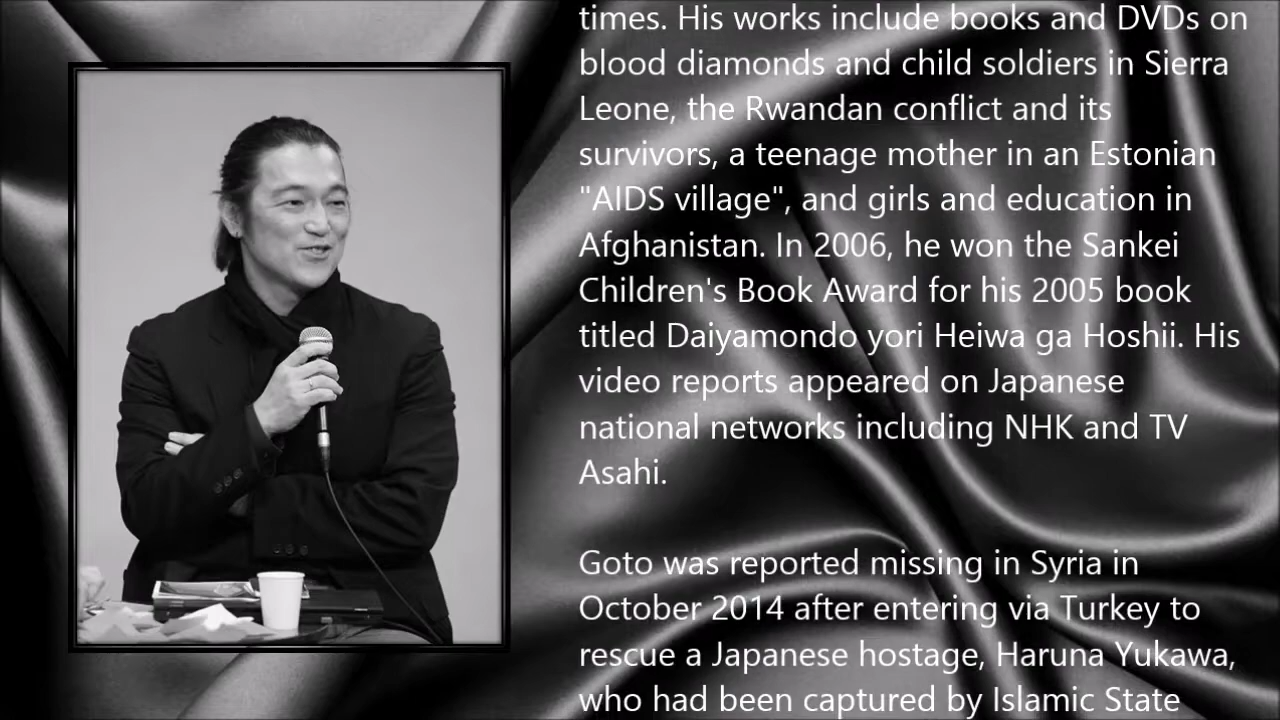 times. His works include books and DVDs on
blood diamonds and child soldiers in Sierra
Leone, the Rwandan conflict and its
survivors, a teenage mother in an Estonian
"AIDS village", and girls and education in
Afghanistan. In 2006, he won the Sankei
Children's Book Award for his 2005 book
titled Daiyamondo yori Heiwa ga Hoshii. His
video reports appeared on Japanese
national networks including NHK and TV
Asahi.
Goto was reported missing in Syria in
October 2014 after entering via Turkey to
rescue a Japanese hostage, Haruna Yukawa,
who had been captured by Islamic State